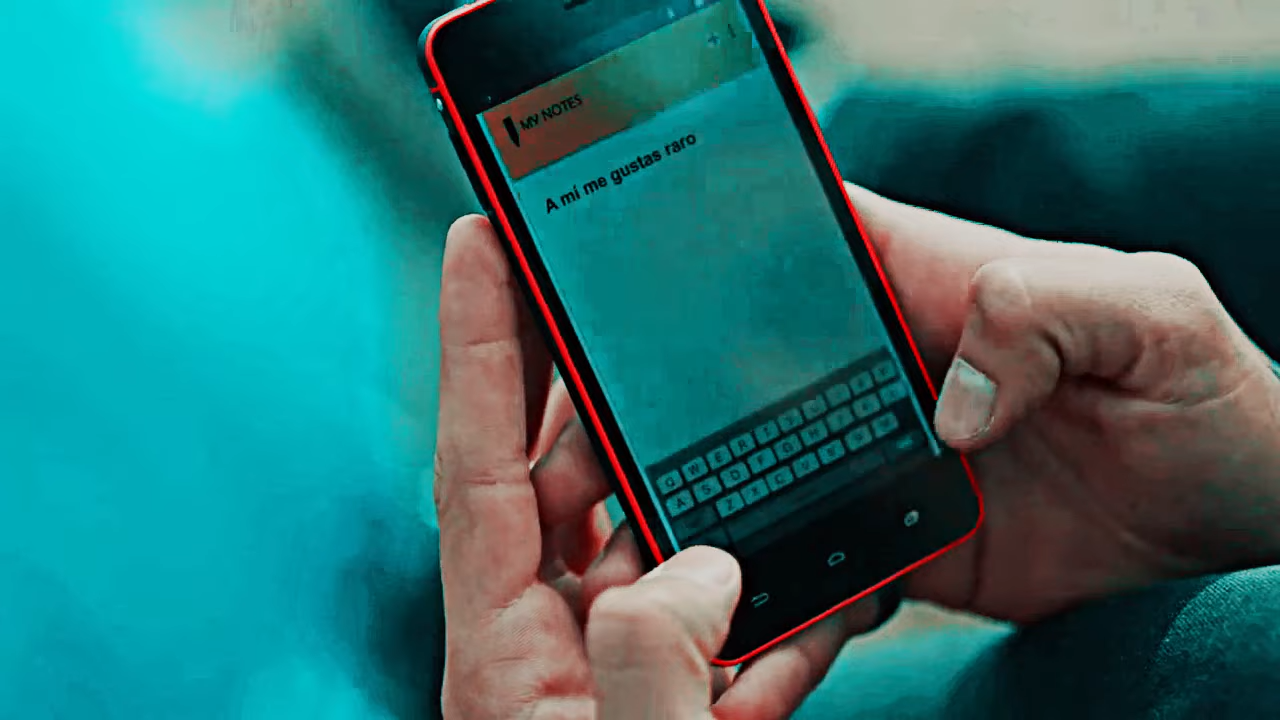 MY NOTES
A mí me gustas raro
Q W E R T
A S D F G H
Z X C V